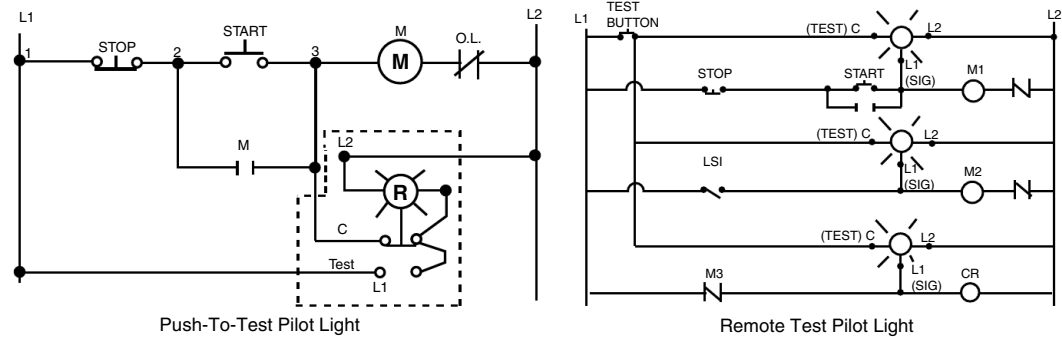 L1
L2
1
STOP
2
START
3
M
M
O.L.
M
L2
R
C
Test
L1
Push-To-Test Pilot Light
TEST
BUTTON
L1
L2
(TEST) C
L2
L1
(SIG)
STOP
START
M1
(TEST) C
L2
L1
(SIG)
LSI
M2
(TEST) C
L2
L1
(SIG)
M3
CR
Remote Test Pilot Light